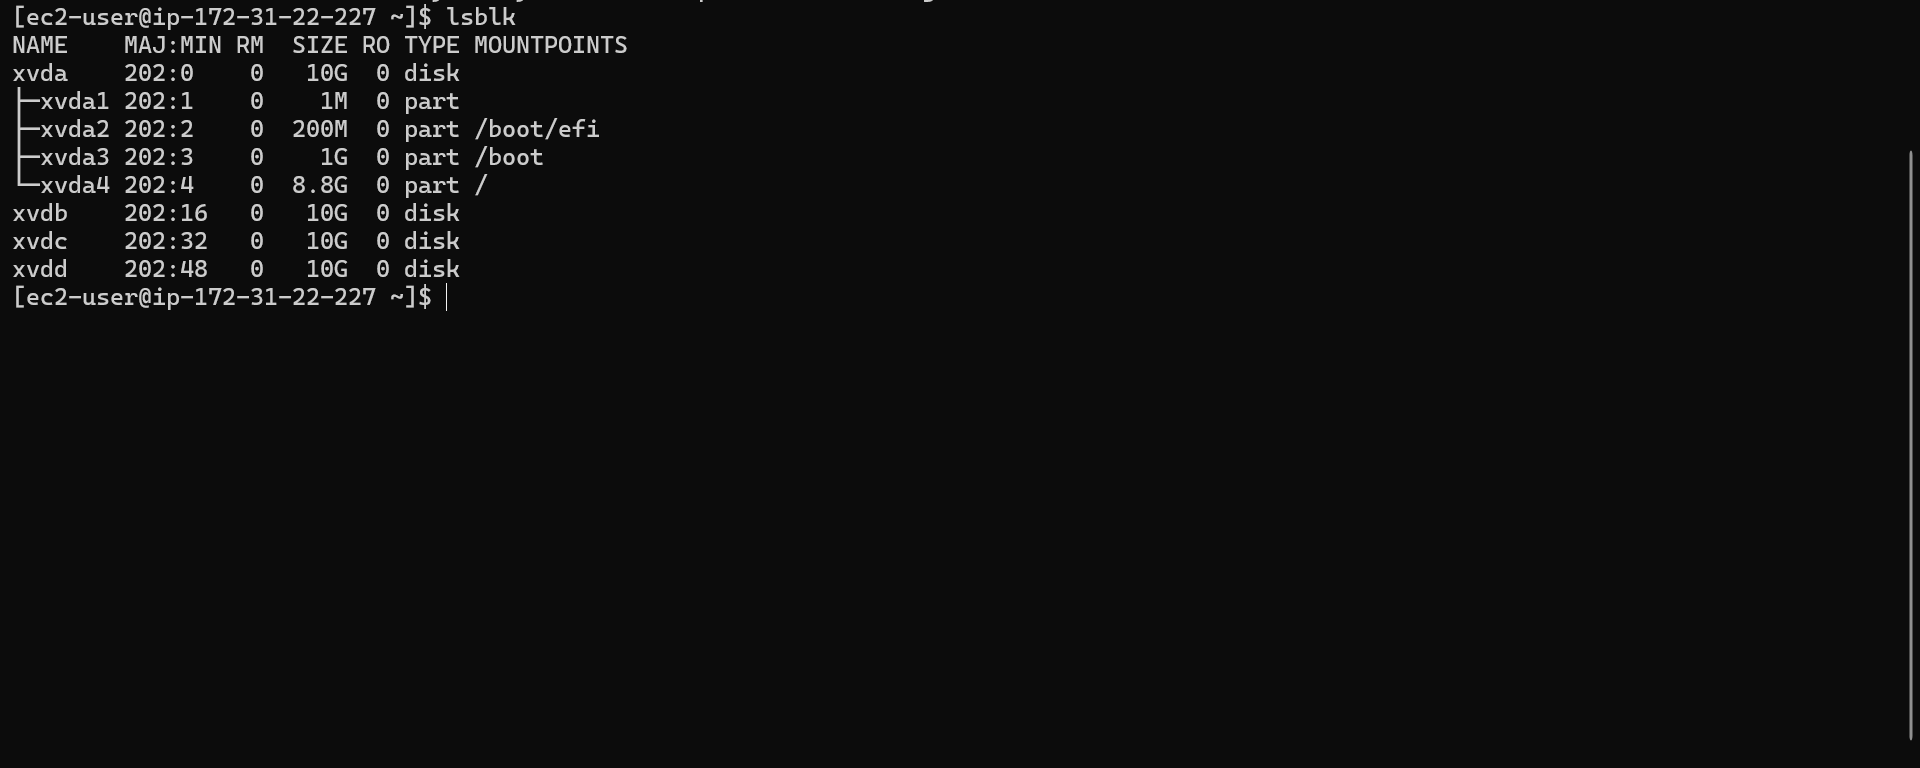 [ec2-user@ip-172-31-22-227 ~]$ lsblk
NAME    MAJ:MIN RM  SIZE RO TYPE MOUNTPOINTS
xvda    202:0    0   10G  0 disk
├─xvda1 202:1    0    1M  0 part
├─xvda2 202:2    0  200M  0 part /boot/efi
├─xvda3 202:3    0    1G  0 part /boot
└─xvda4 202:4    0  8.8G  0 part /
xvdb    202:16   0   10G  0 disk
xvdc    202:32   0   10G  0 disk
xvdd    202:48   0   10G  0 disk
[ec2-user@ip-172-31-22-227 ~]$